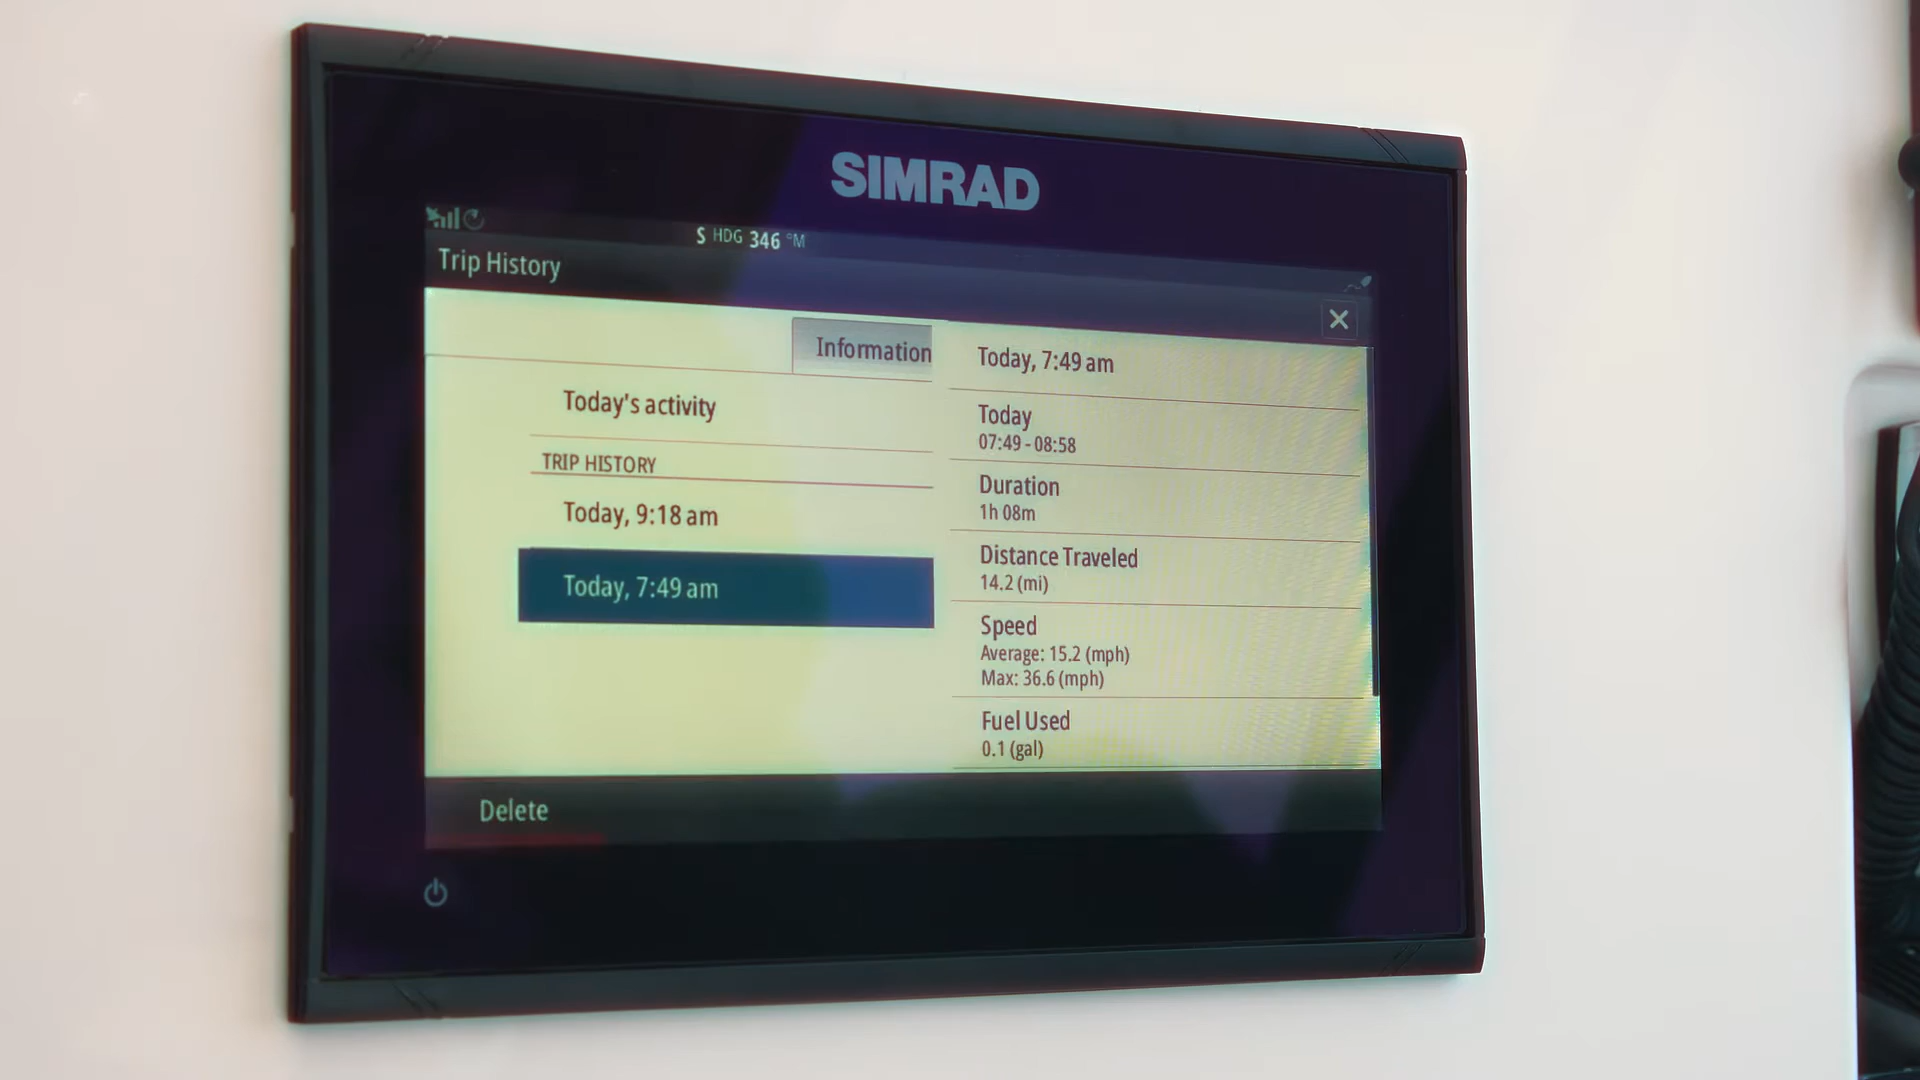 SIMRAD
S HDG 346 °M
Trip History
Information
Today's activity
TRIP HISTORY
Today, 9:18 am
Today, 7:49 am
Today, 7:49 am
Today
07:49 - 08:58
Duration
1h 08m
Distance Traveled
14.2 (mi)
Speed
Average: 15.2 (mph)
Max: 36.6 (mph)
Fuel Used
0.1 (gal)
Delete